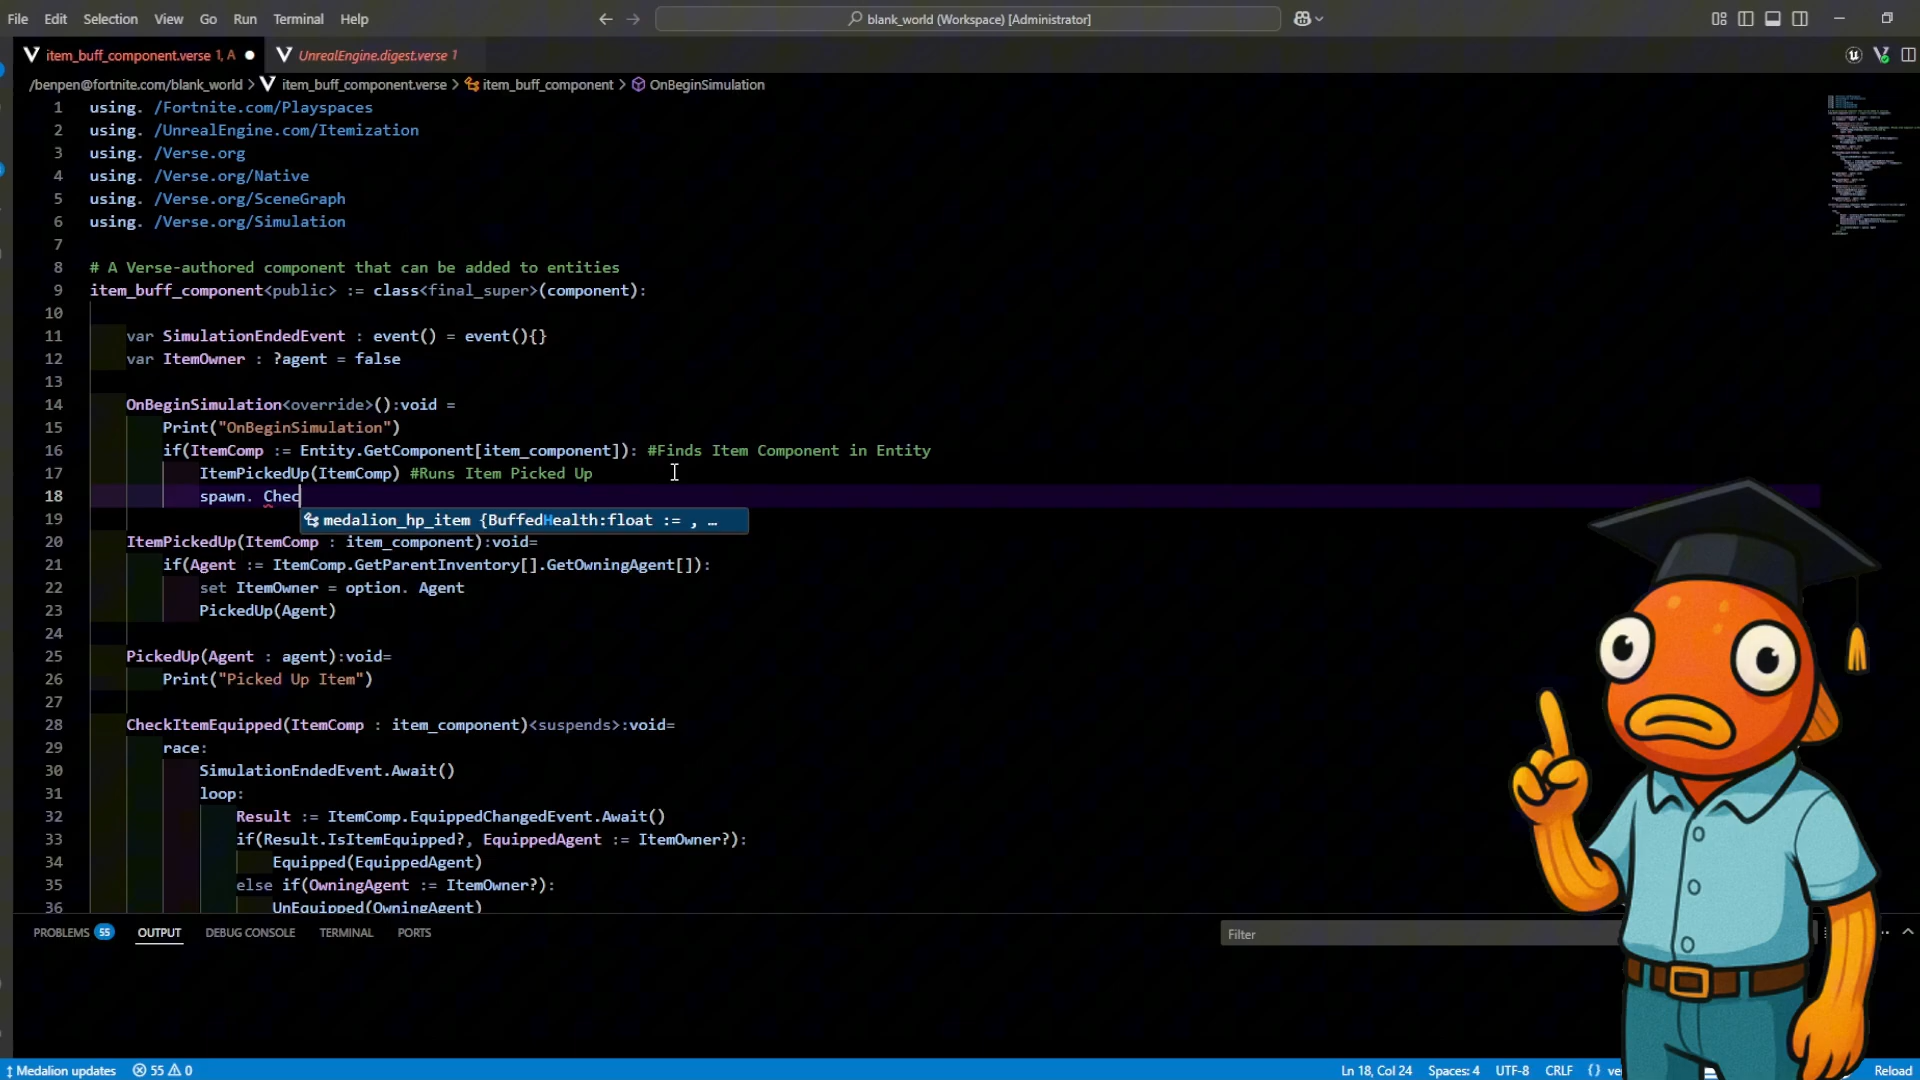 File Edit Selection View Go Run Terminal Help
blank_world (Workspace) [Administrator]
item_buff_component.verse 1, A
UnrealEngine.digest.verse 1
/benpen@fortnite.com/blank_world > item_buff_component.verse > item_buff_component > OnBeginSimulation
1 using. /Fortnite.com/Playspaces
2 using. /UnrealEngine.com/Itemization
3 using. /Verse.org
4 using. /Verse.org/Native
5 using. /Verse.org/SceneGraph
6 using. /Verse.org/Simulation
7
8 # A Verse-authored component that can be added to entities
9 item_buff_component<public> := class<final_super>(component):
10
11 var SimulationEndedEvent : event() = event(){}
12 var ItemOwner : ?agent = false
13
14 OnBeginSimulation<override>():void =
15 Print("OnBeginSimulation")
16 if(ItemComp := Entity.GetComponent[item_component]): #Finds Item Component in Entity
17 ItemPickedUp(ItemComp) #Runs Item Picked Up
18 spawn. Chec
19 medalion_hp_item {BuffedHealth:float := , …
20 ItemPickedUp(ItemComp : item_component):void=
21 if(Agent := ItemComp.GetParentInventory[].GetOwningAgent[]):
22 set ItemOwner = option. Agent
23 PickedUp(Agent)
24
25 PickedUp(Agent : agent):void=
26 Print("Picked Up Item")
27
28 CheckItemEquipped(ItemComp : item_component)<suspends>:void=
29 race:
30 SimulationEndedEvent.Await()
31 loop:
32 Result := ItemComp.EquippedChangedEvent.Await()
33 if(Result.IsItemEquipped?, EquippedAgent := ItemOwner?):
34 Equipped(EquippedAgent)
35 else if(OwningAgent := ItemOwner?):
36 UnEquipped(OwningAgent)
PROBLEMS 55 OUTPUT DEBUG CONSOLE TERMINAL PORTS
Filter
Medalion updates 55 0
Ln 18, Col 24 Spaces: 4 UTF-8 CRLF {} ve
Reload